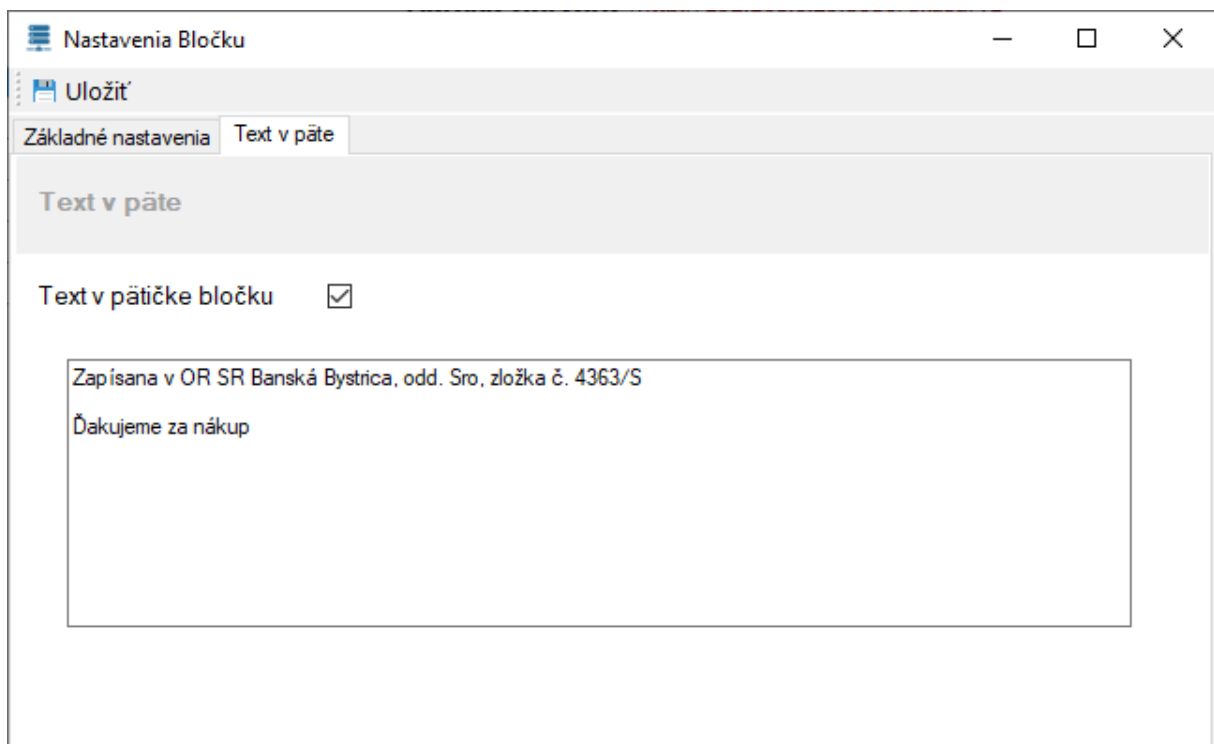 Nastavenia Bločku
Uložiť
Základné nastavenia
Text v päte
Text v päte
Text v pätičke bločku
Zapísana v OR SR Banská Bystrica, odd. Sro, zložka č. 4363/S
Ďakujeme za nákup